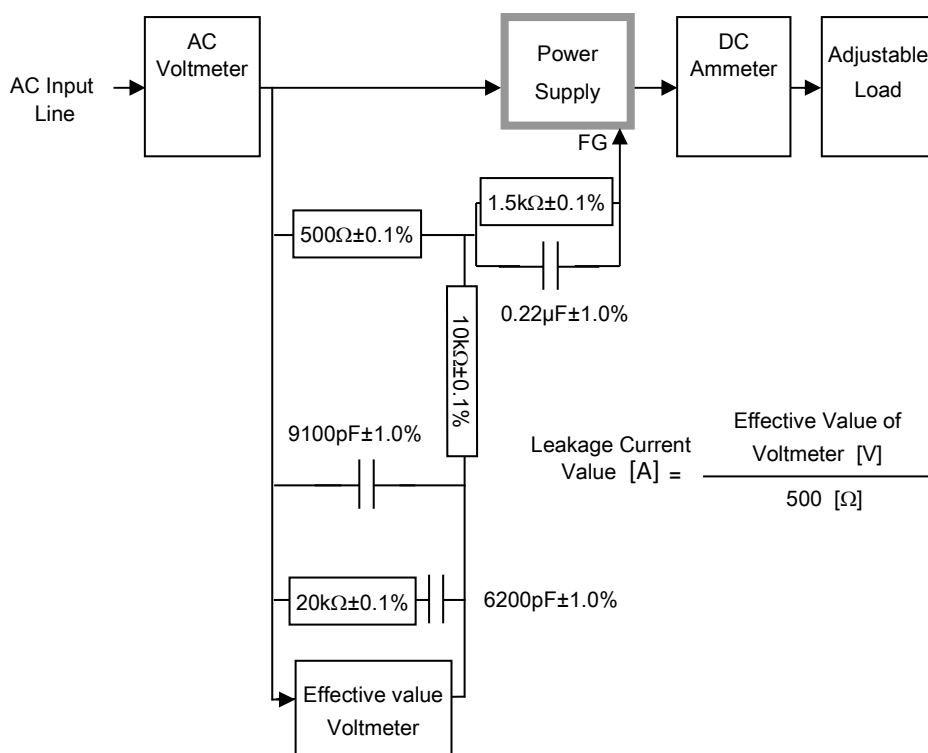 AC
Voltmeter
AC Input
Line
Power
Supply
FG
DC
Ammeter
Adjustable
Load
1.5kΩ±0.1%
500Ω±0.1%
0.22µF±1.0%
10kΩ±0.1%
9100pF±1.0%
20kΩ±0.1%
6200pF±1.0%
Effective value
Voltmeter
Leakage Current
Value [A] =
Effective Value of
Voltmeter [V]
500 [Ω]